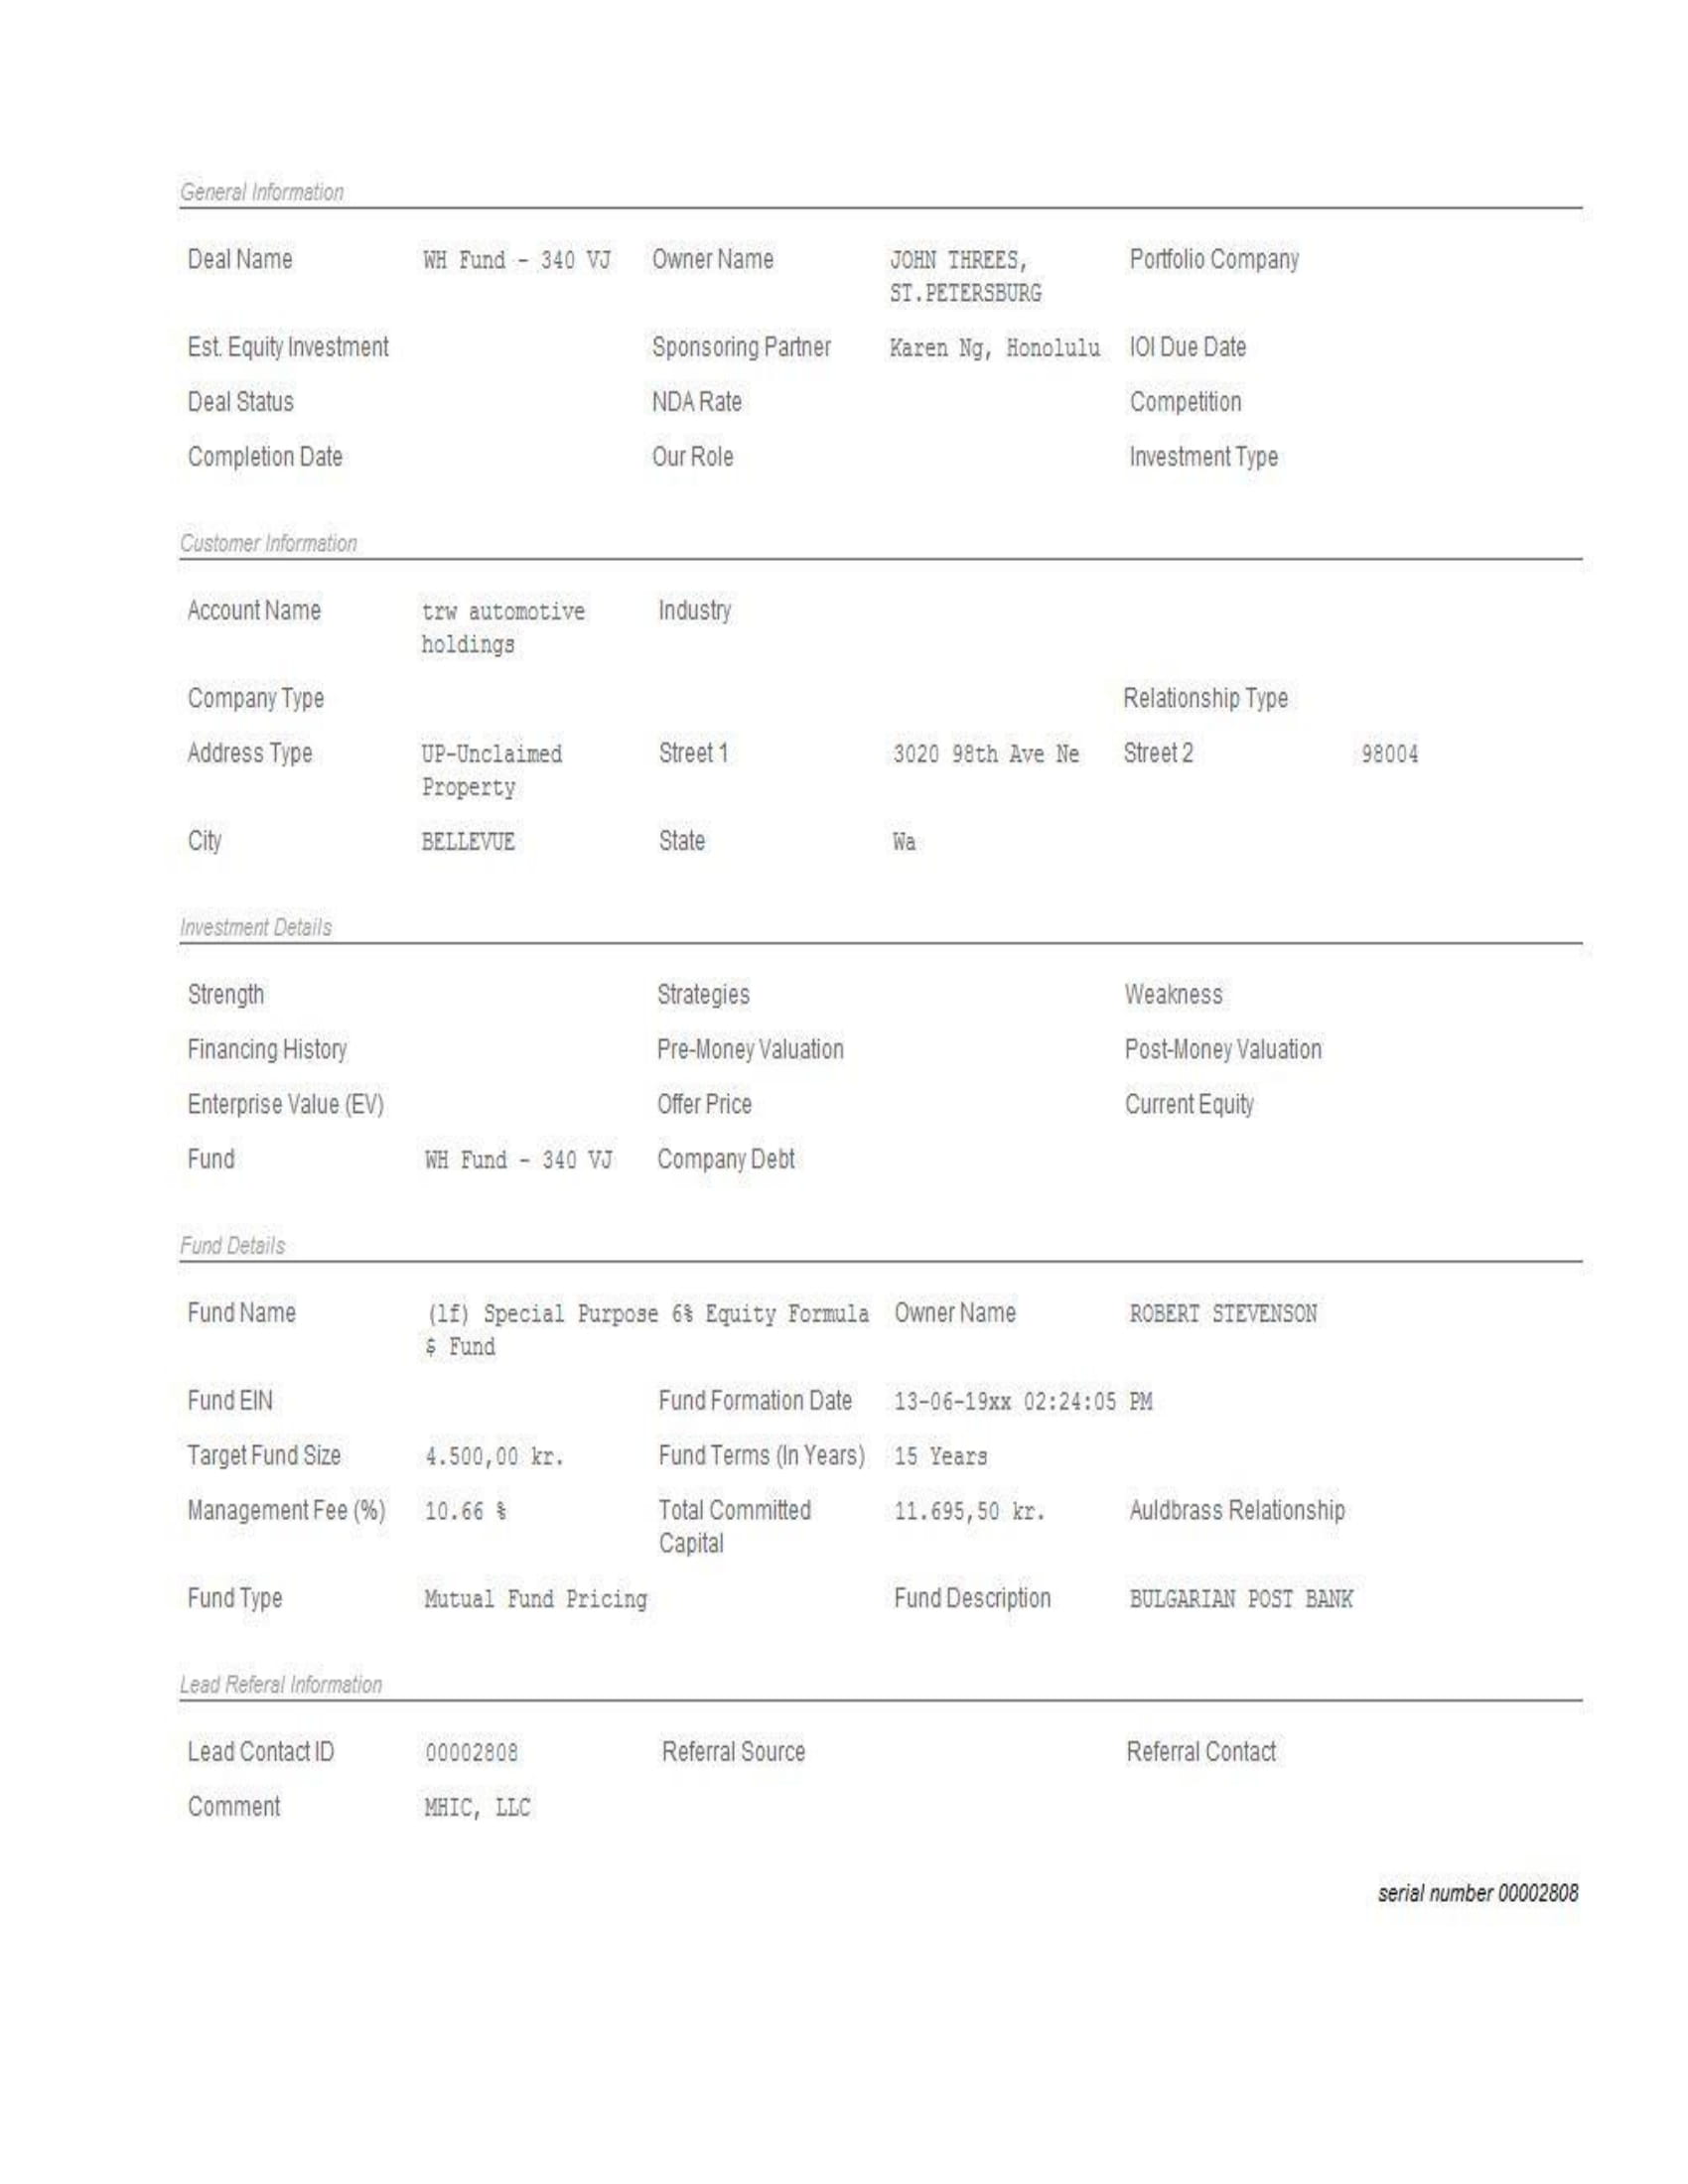 General Information
Deal Name WH Fund - 340 VJ Owner Name JOHN THREES, Portfolio Company
ST.PETERSBURG
Est. Equity Investment Sponsoring Partner Karen Ng, Honolulu IOI Due Date
Deal Status NDA Rate Competition
Completion Date Our Role Investment Type
Customer Information
Account Name trw automotive Industry
holdings
Company Type Relationship Type
Address Type UP-Unclaimed Street 1 3020 98th Ave Ne Street 2 98004
Property
City BELLEVUE State Wa
Investment Details
Strength Strategies Weakness
Financing History Pre-Money Valuation Post-Money Valuation
Enterprise Value (EV) Offer Price Current Equity
Fund WH Fund - 340 VJ Company Debt
Fund Details
Fund Name (lf) Special Purpose 6% Equity Formula Owner Name ROBERT STEVENSON
$ Fund
Fund EIN Fund Formation Date 13-06-19xx 02:24:05 PM
Target Fund Size 4.500,00 kr. Fund Terms (In Years) 15 Years
Management Fee (%) 10.66 % Total Committed 11.695,50 kr. Auldbrass Relationship
Capital
Fund Type Mutual Fund Pricing Fund Description BULGARIAN POST BANK
Lead Referal Information
Lead Contact ID 00002808 Referral Source Referral Contact
Comment MHIC, LLC
serial number 00002808